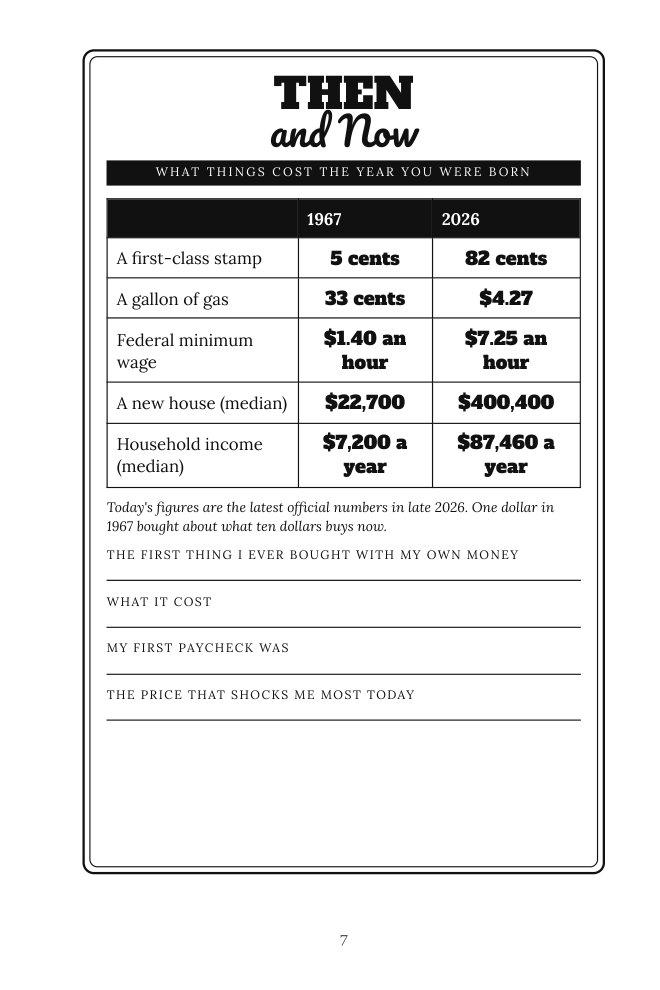 THEN
and Now
WHAT THINGS COST THE YEAR YOU WERE BORN
1967 2026
A first-class stamp 5 cents 82 cents
A gallon of gas 33 cents $4.27
Federal minimum wage $1.40 an hour $7.25 an hour
A new house (median) $22,700 $400,400
Household income (median) $7,200 a year $87,460 a year
Today's figures are the latest official numbers in late 2026. One dollar in
1967 bought about what ten dollars buys now.
THE FIRST THING I EVER BOUGHT WITH MY OWN MONEY
WHAT IT COST
MY FIRST PAYCHECK WAS
THE PRICE THAT SHOCKS ME MOST TODAY
7